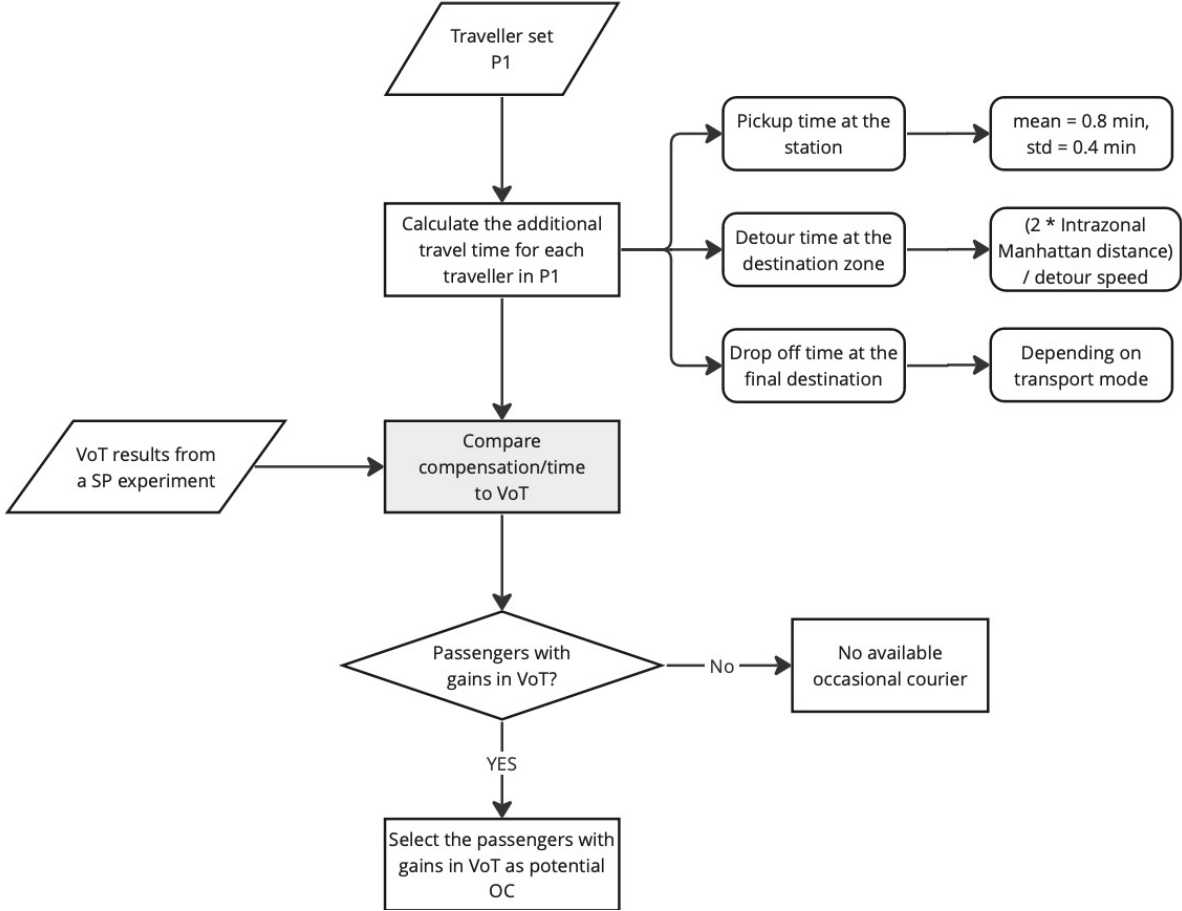 Traveller set
P1
Pickup time at the
station
mean = 0.8 min,
std = 0.4 min
Calculate the additional
travel time for each
traveller in P1
Detour time at the
destination zone
(2 * Intrazonal
Manhattan distance)
/ detour speed
Drop off time at the
final destination
Depending on
transport mode
VoT results from
a SP experiment
Compare
compensation/time
to VoT
Passengers with
gains in VoT?
No
No available
occasional courier
YES
Select the passengers with
gains in VoT as potential
OC